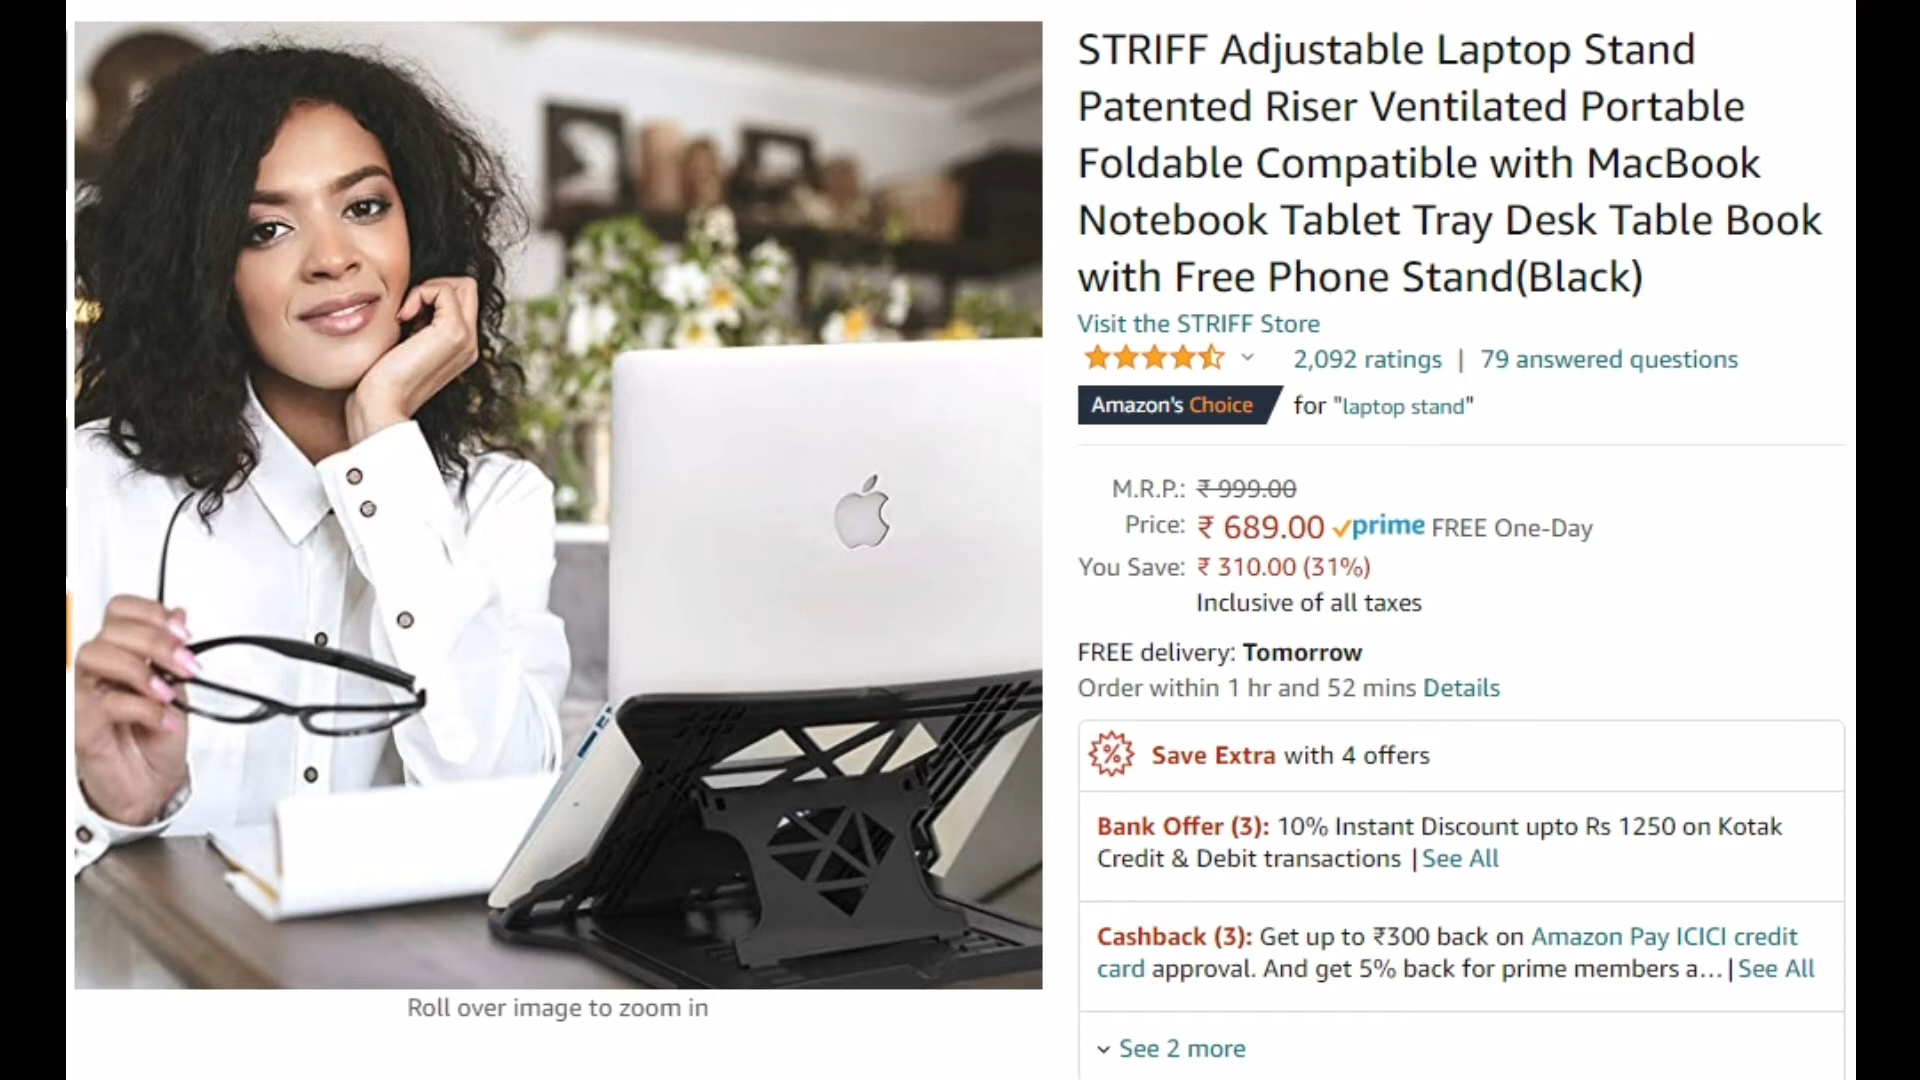 STRIFF Adjustable Laptop Stand
Patented Riser Ventilated Portable
Foldable Compatible with MacBook
Notebook Tablet Tray Desk Table Book
with Free Phone Stand(Black)
Visit the STRIFF Store
2,092 ratings | 79 answered questions
Amazon's Choice for "laptop stand"
M.R.P.: ₹ 999.00
Price: ₹ 689.00 prime FREE One-Day
You Save: ₹ 310.00 (31%)
Inclusive of all taxes
FREE delivery: Tomorrow
Order within 1 hr and 52 mins Details
% Save Extra with 4 offers
Bank Offer (3): 10% Instant Discount upto Rs 1250 on Kotak
Credit & Debit transactions | See All
Cashback (3): Get up to ₹300 back on Amazon Pay ICICI credit
card approval. And get 5% back for prime members a... | See All
See 2 more
Roll over image to zoom in